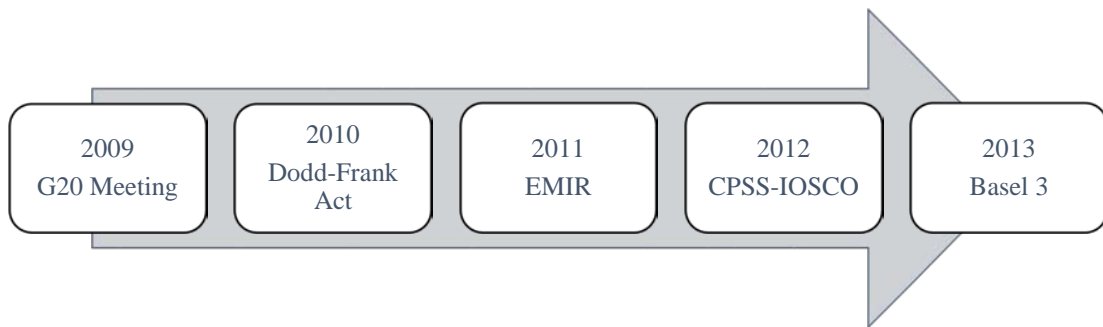 2009
G20 Meeting
2010
Dodd-Frank
Act
2011
EMIR
2012
CPSS-IOSCO
2013
Basel 3